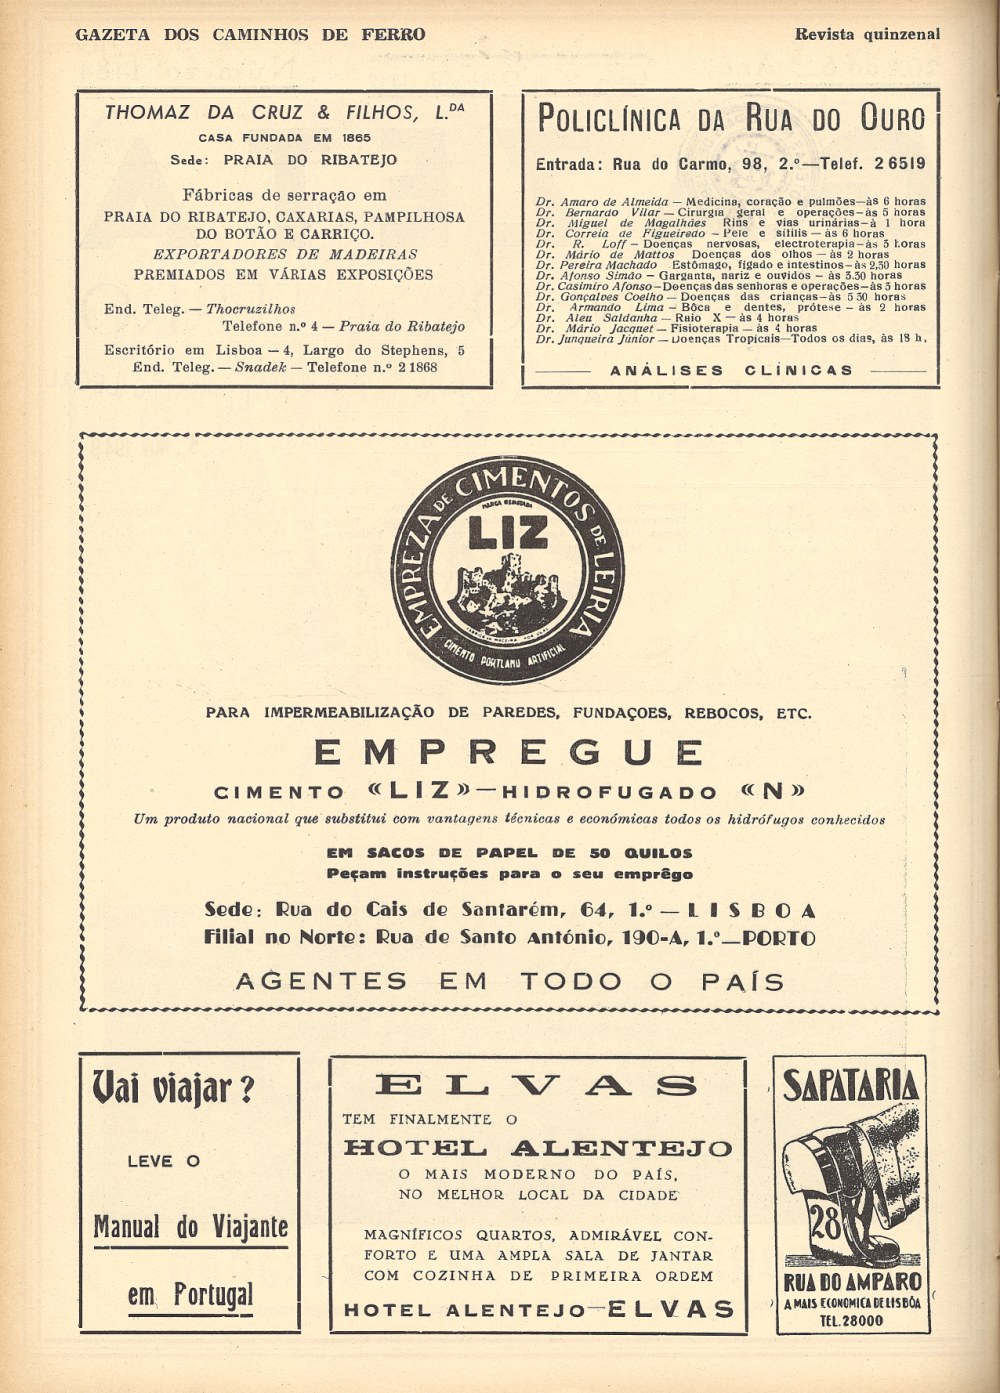 GAZETA DOS CAMINHOS DE FERRO
Revista quinzenal
THOMAZ DA CRUZ & FILHOS, L.DA
CASA FUNDADA EM 1865
Sede: PRAIA DO RIBATEJO
Fábricas de serração em
PRAIA DO RIBATEJO, CAXARIAS, PAMPILHOSA
DO BOTÃO E CARRIÇO.
EXPORTADORES DE MADEIRAS
PREMIADOS EM VÁRIAS EXPOSIÇÕES
End. Teleg. — Thocruzilhos
Telefone n.º 4 — Praia do Ribatejo
Escritório em Lisboa — 4, Largo do Stephens, 5
End. Teleg. — Snadek — Telefone n.º 2 1868
POLICLÍNICA DA RUA DO OURO
Entrada: Rua do Carmo, 98, 2.º — Telef. 2 6519
Dr. Amaro de Almeida — Medicina, coração e pulmões — às 6 horas
Dr. Bernardo Vilar — Cirurgia geral e operações — às 5 horas
Dr. Miguel de Magalhães Rins e vias urinárias — à 1 hora
Dr. Correia de Figueiredo — Pele e sífilis — às 6 horas
Dr. R. Loff — Doenças nervosas, electroterapia — às 5 horas
Dr. Mário de Mattos Doenças dos olhos — às 2 horas
Dr. Pereira Machado Estômago, fígado e intestinos — às 2,30 horas
Dr. Afonso Simão — Garganta, nariz e ouvidos — às 3.30 horas
Dr. Casimiro Afonso — Doenças das senhoras e operações — às 3 horas
Dr. Gonçalves Coelho — Doenças das crianças — às 5 30 horas
Dr. Armando Lima — Bôca e dentes, prótese — às 2 horas
Dr. Aleu Saldanha — Raio X — às 4 horas
Dr. Mário Jacquet — Fisioterapia — às 4 horas
Dr. Junqueira Júnior — Doenças Tropicais — Todos os dias, às 18 h.
ANÁLISES CLÍNICAS
EMPREZA DE CIMENTOS DE LEIRIA
MARCA REGISTADA
LIZ
CIMENTO PORTLAND ARTIFICIAL
PARA IMPERMEABILIZAÇÃO DE PAREDES, FUNDAÇOES, REBOCOS, ETC.
EMPREGUE
CIMENTO «LIZ» — HIDROFUGADO «N»
Um produto nacional que substitui com vantagens técnicas e económicas todos os hidrófugos conhecidos
EM SACOS DE PAPEL DE 50 QUILOS
Peçam instruções para o seu emprêgo
Sede: Rua do Cais de Santarém, 64, 1.º — LISBOA
Filial no Norte: Rua de Santo António, 190-A, 1.º — PORTO
AGENTES EM TODO O PAÍS
Vai viajar?
LEVE O
Manual do Viajante
em Portugal
ELVAS
TEM FINALMENTE O
HOTEL ALENTEJO
O MAIS MODERNO DO PAÍS,
NO MELHOR LOCAL DA CIDADE
MAGNÍFICOS QUARTOS, ADMIRÁVEL CON-
FORTO E UMA AMPLA SALA DE JANTAR
COM COZINHA DE PRIMEIRA ORDEM
HOTEL ALENTEJO — ELVAS
SAPATARIA
28
RUA DO AMPARO
A MAIS ECONOMICA DE LISBÔA
TEL. 28000